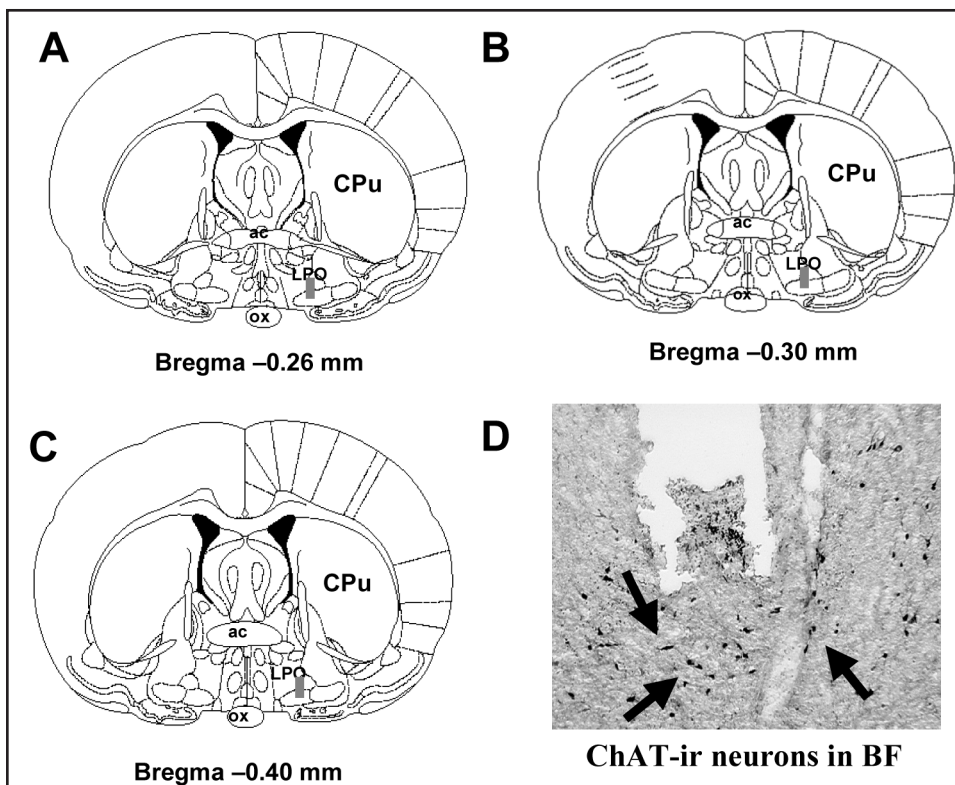 A
CPu
ac
LPO
ox
Bregma –0.26 mm
B
CPu
ac
LPO
ox
Bregma –0.30 mm
C
CPu
ac
LPO
ox
Bregma –0.40 mm
D
ChAT-ir neurons in BF